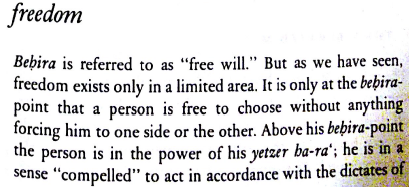 freedom
Beḥira is referred to as “free will.” But as we have seen,
freedom exists only in a limited area. It is only at the beḥira-
point that a person is free to choose without anything
forcing him to one side or the other. Above his beḥira-point
the person is in the power of his yetzer ha-ra‘; he is in a
sense “compelled” to act in accordance with the dictates of